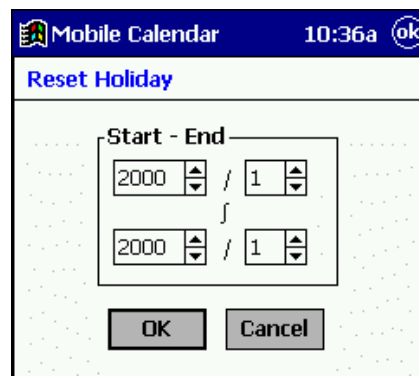 Mobile Calendar 10:36a ok
Reset Holiday
Start - End
2000 / 1
∫
2000 / 1
OK Cancel